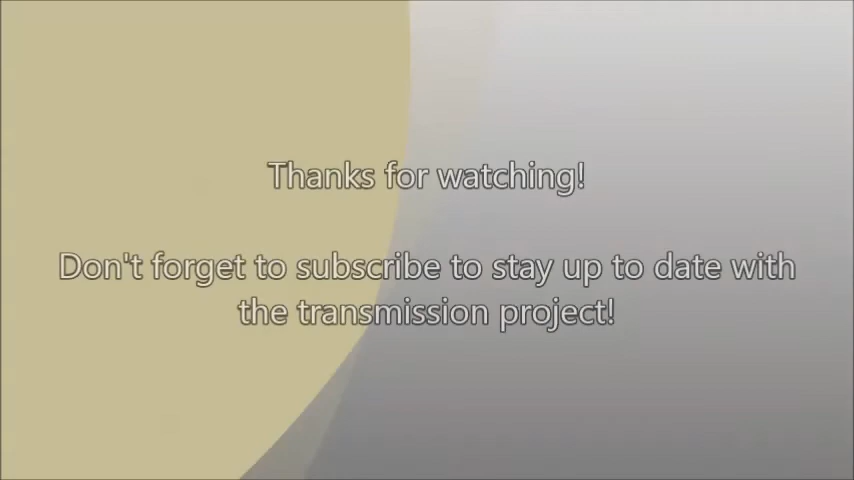 Thanks for watching!
Don't forget to subscribe to stay up to date with
the transmission project!